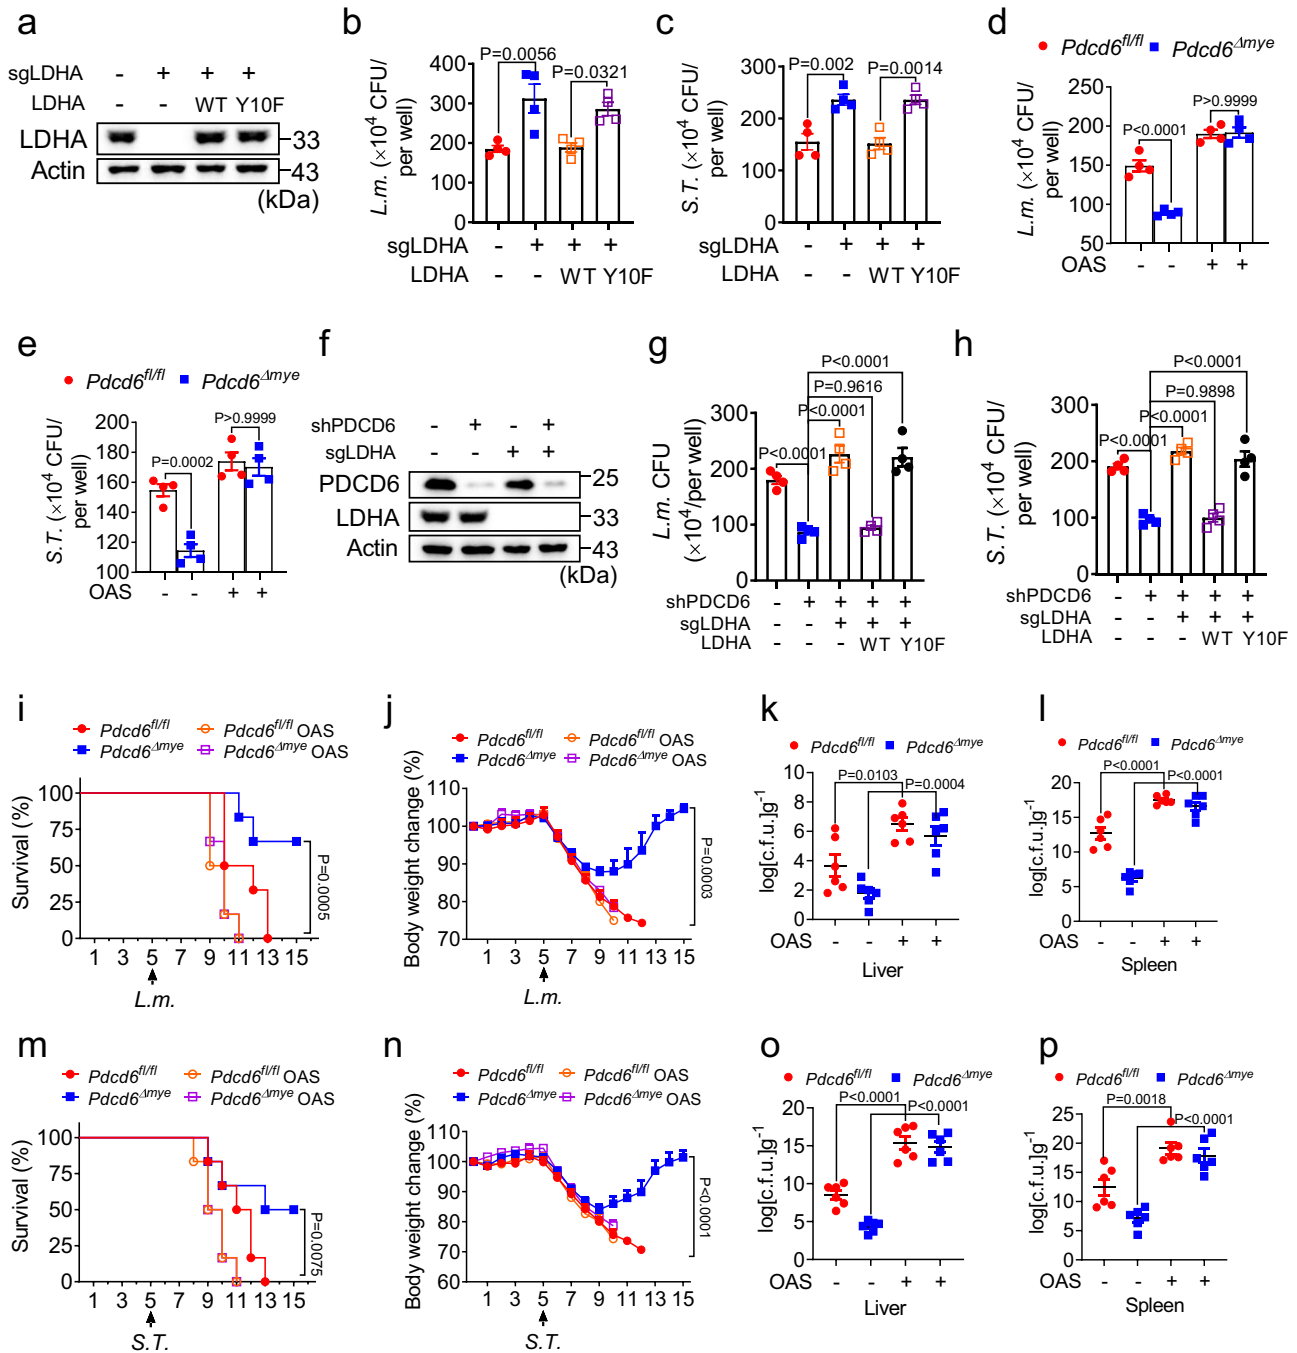 a
sgLDHA - + + +
LDHA - - WT Y10F
LDHA 33
Actin 43
(kDa)
b
L.m. (×10⁴ CFU/
per well)
400
300
200
100
0
P=0.0056
P=0.0321
sgLDHA - + + +
LDHA - - WT Y10F
c
S.T. (×10⁴ CFU/
per well)
300
200
100
0
P=0.002
P=0.0014
sgLDHA - + + +
LDHA - - WT Y10F
d
Pdcd6fl/fl Pdcd6Δmye
L.m. (×10⁴ CFU/
per well)
250
200
150
100
50
P<0.0001
P>0.9999
OAS - - + +
e
Pdcd6fl/fl Pdcd6Δmye
S.T. (×10⁴ CFU/
per well)
200
180
160
140
120
100
P=0.0002
P>0.9999
OAS - - + +
f
shPDCD6 - + - +
sgLDHA - - + +
PDCD6 25
LDHA 33
Actin 43
(kDa)
g
L.m. CFU
(×10⁴/per well)
300
200
100
0
P<0.0001
P=0.9616
P<0.0001
P<0.0001
shPDCD6 - + + + +
sgLDHA - - + + +
LDHA - - - WT Y10F
h
S.T. (×10⁴ CFU/
per well)
300
200
100
0
P<0.0001
P=0.9898
P<0.0001
P<0.0001
shPDCD6 - + + + +
sgLDHA - - + + +
LDHA - - - WT Y10F
i
Pdcd6fl/fl Pdcd6fl/fl OAS
Pdcd6Δmye Pdcd6Δmye OAS
Survival (%)
100
50
0
P=0.0005
1 3 5 7 9 11 13 15
L.m.
j
Pdcd6fl/fl Pdcd6fl/fl OAS
Pdcd6Δmye Pdcd6Δmye OAS
Body weight change (%)
110
100
90
80
70
P=0.0003
1 3 5 7 9 11 13 15
L.m.
k
Pdcd6fl/fl Pdcd6Δmye
log[c.f.u.]g⁻¹
10
8
6
4
2
0
P=0.0103
P=0.0004
OAS - - + +
Liver
l
Pdcd6fl/fl Pdcd6Δmye
log[c.f.u.]g⁻¹
20
15
10
5
0
P<0.0001
P<0.0001
OAS - - + +
Spleen
m
Pdcd6fl/fl Pdcd6fl/fl OAS
Pdcd6Δmye Pdcd6Δmye OAS
Survival (%)
100
50
0
P=0.0075
1 3 5 7 9 11 13 15
S.T.
n
Pdcd6fl/fl Pdcd6fl/fl OAS
Pdcd6Δmye Pdcd6Δmye OAS
Body weight change (%)
110
100
90
80
70
60
P<0.0001
1 3 5 7 9 11 13 15
S.T.
o
Pdcd6fl/fl Pdcd6Δmye
log[c.f.u.]g⁻¹
20
15
10
5
0
P<0.0001
P<0.0001
OAS - - + +
Liver
p
Pdcd6fl/fl Pdcd6Δmye
log[c.f.u.]g⁻¹
25
20
15
10
5
0
P=0.0018
P<0.0001
OAS - - + +
Spleen